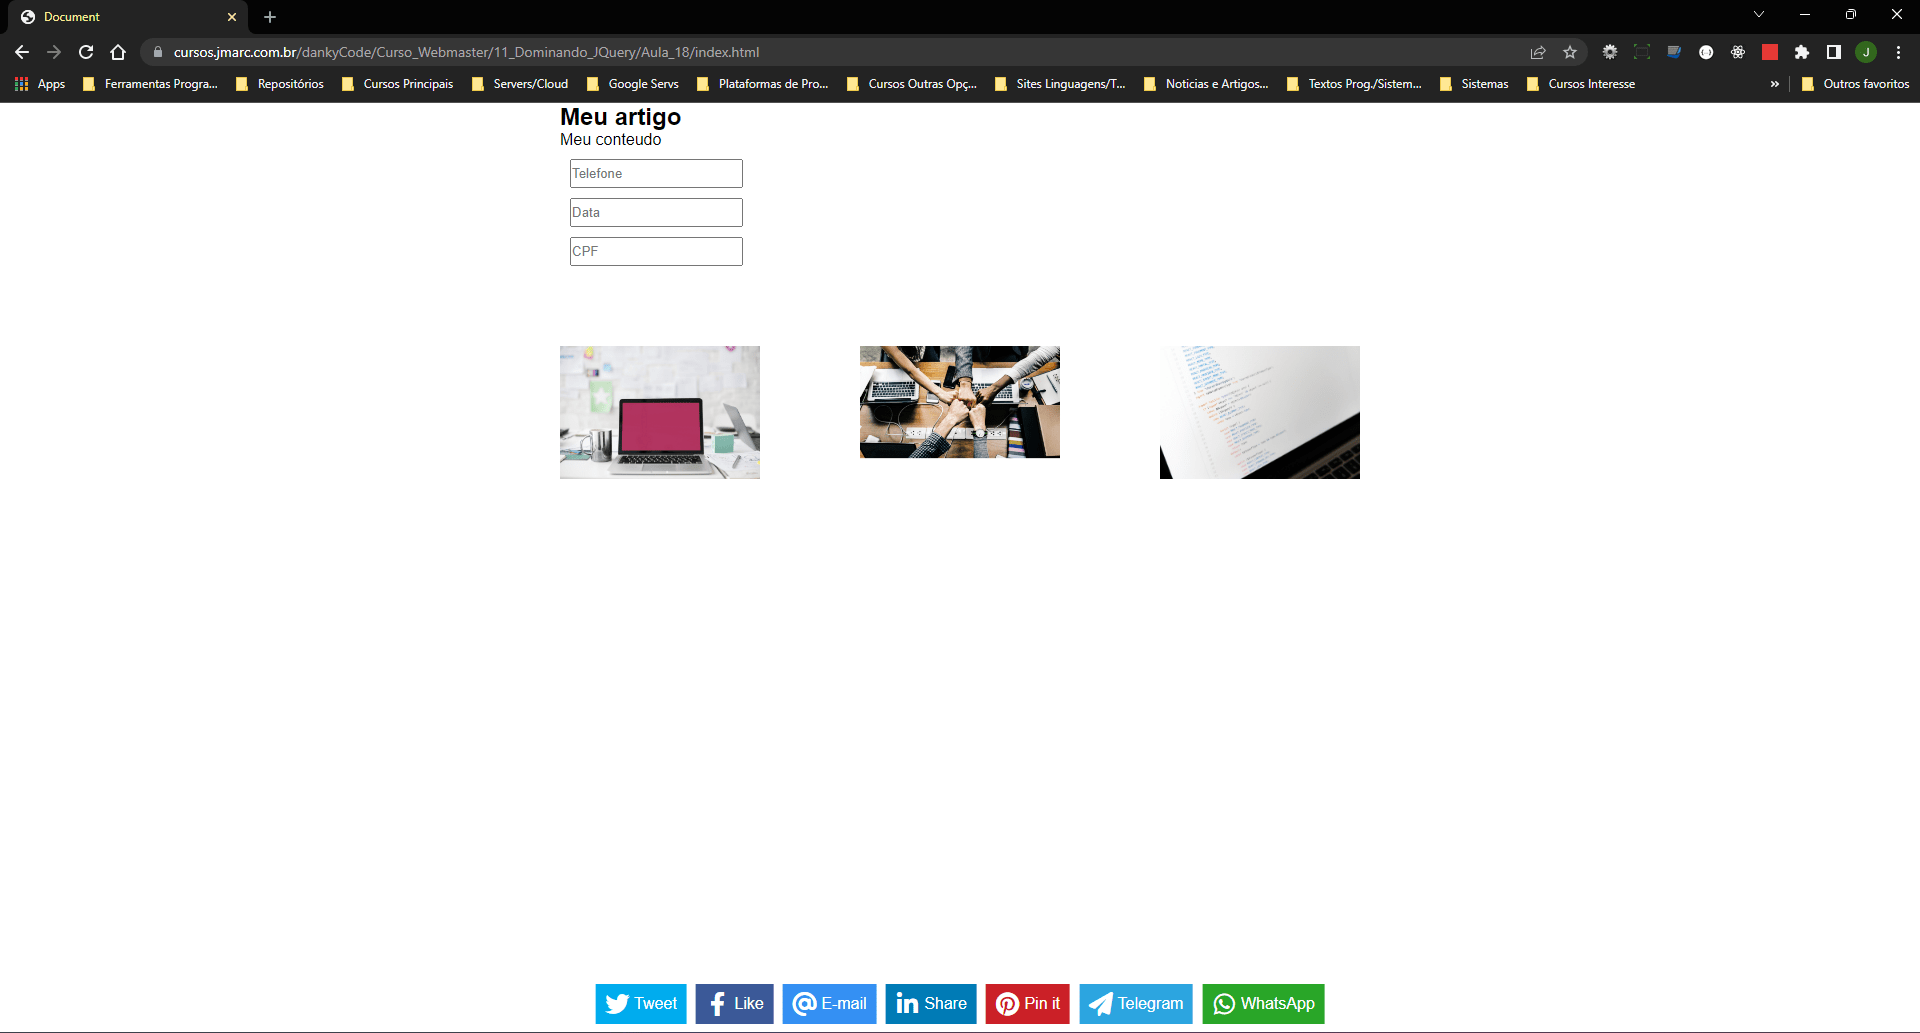 Document
cursos.jmarc.com.br/dankyCode/Curso_Webmaster/11_Dominando_JQuery/Aula_18/index.html
J
Apps Ferramentas Progra... Repositórios Cursos Principais Servers/Cloud Google Servs Plataformas de Pro... Cursos Outras Opç... Sites Linguagens/T... Noticias e Artigos... Textos Prog./Sistem... Sistemas Cursos Interesse » Outros favoritos
Meu artigo
Meu conteudo
Telefone
Data
CPF
Tweet Like E-mail Share Pin it Telegram WhatsApp